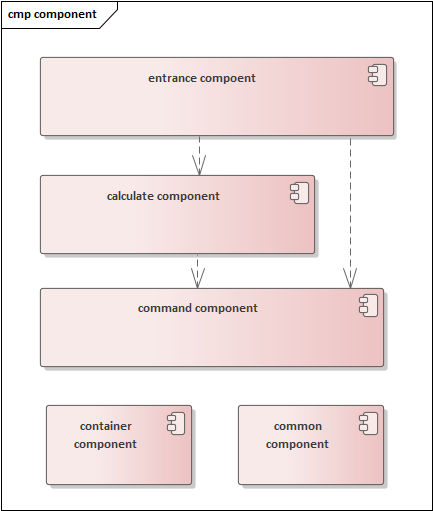 cmp component
entrance compoent
calculate component
command component
container
component
common
component